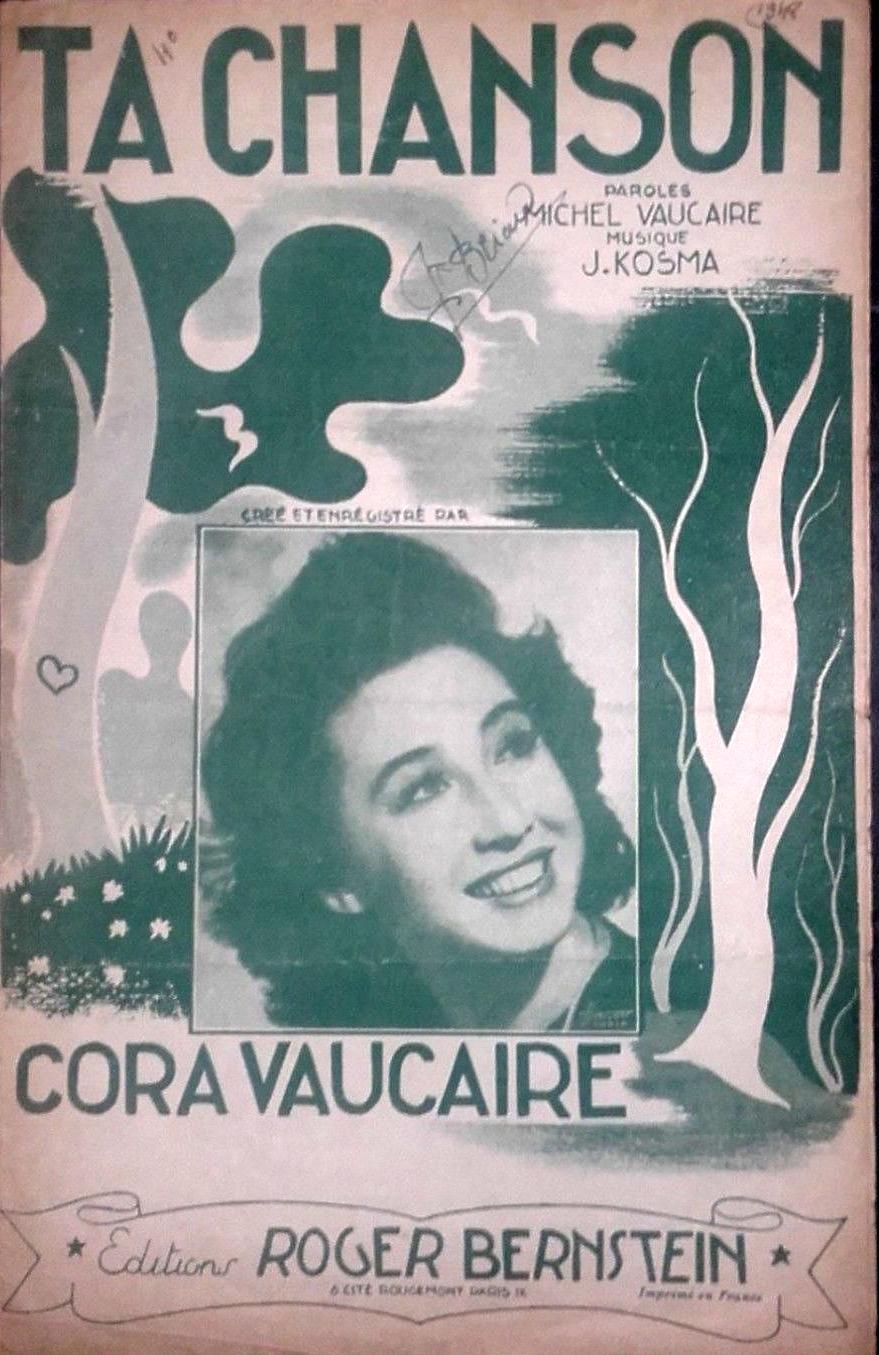 TA CHANSON
PAROLES
MICHEL VAUCAIRE
MUSIQUE
J. KOSMA
CRÉÉ ET ENREGISTRÉ PAR
CORA VAUCAIRE
Editions ROGER BERNSTEIN
6 CITÉ ROUGEMONT PARIS IX
Imprimé en France